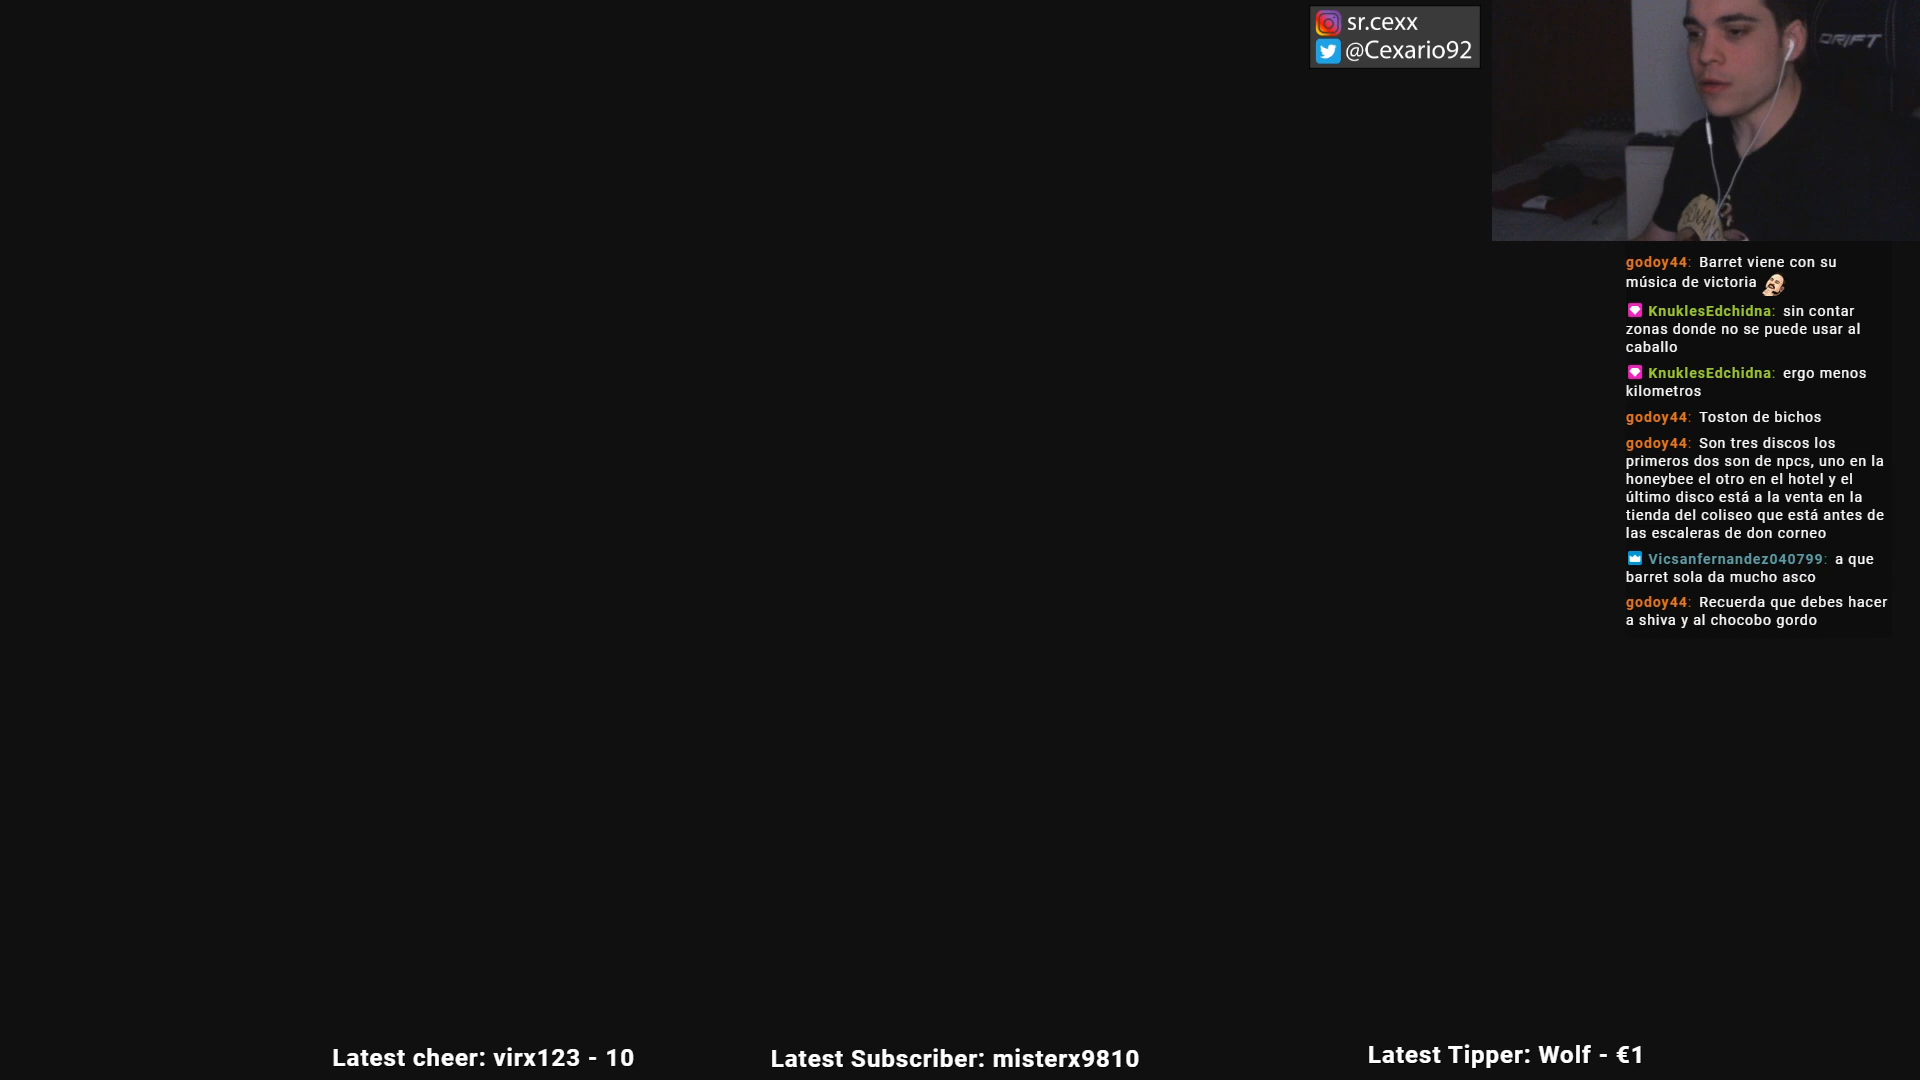 sr.cexx
@Cexario92
DRIFT
godoy44: Barret viene con su
música de victoria
KnuklesEdchidna: sin contar
zonas donde no se puede usar al
caballo
KnuklesEdchidna: ergo menos
kilometros
godoy44: Toston de bichos
godoy44: Son tres discos los
primeros dos son de npcs, uno en la
honeybee el otro en el hotel y el
último disco está a la venta en la
tienda del coliseo que está antes de
las escaleras de don corneo
Vicsanfernandez040799: a que
barret sola da mucho asco
godoy44: Recuerda que debes hacer
a shiva y al chocobo gordo
Latest cheer: virx123 - 10
Latest Subscriber: misterx9810
Latest Tipper: Wolf - €1